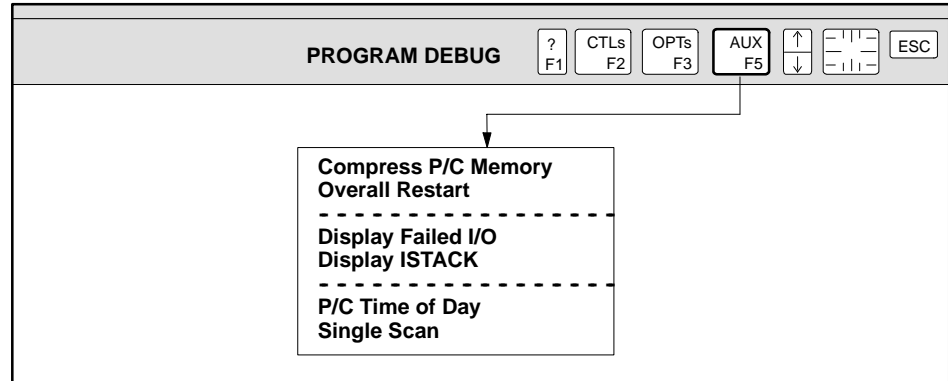 PROGRAM DEBUG
?
F1
CTLs
F2
OPTs
F3
AUX
F5
↑
↓
ESC
Compress P/C Memory
Overall Restart
Display Failed I/O
Display ISTACK
P/C Time of Day
Single Scan